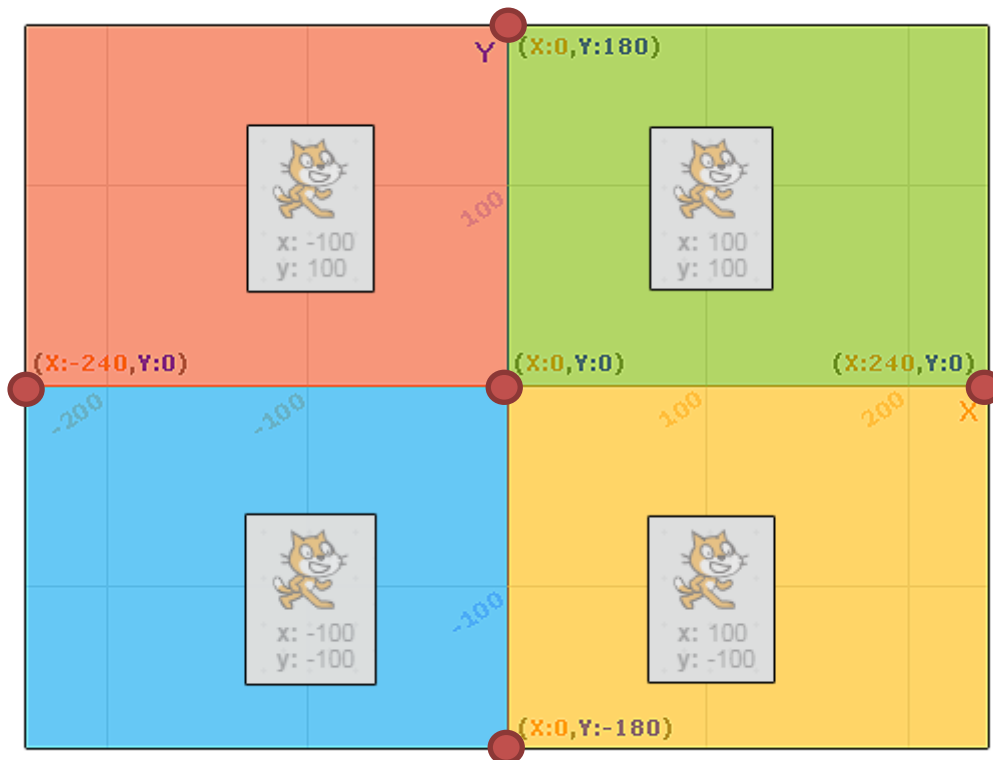 Y
(X:0,Y:180)
x: -100
y: 100
100
x: 100
y: 100
(X:-240,Y:0)
(X:0,Y:0)
(X:240,Y:0)
-200
-100
100
200
X
x: -100
y: -100
-100
x: 100
y: -100
(X:0,Y:-180)